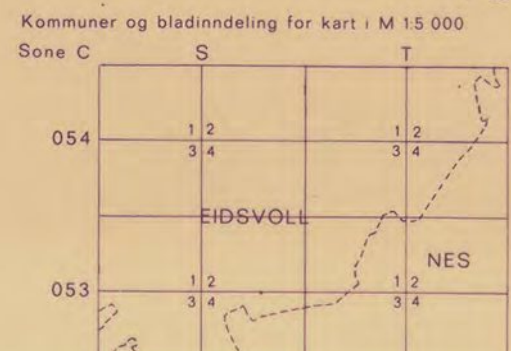 Kommuner og bladinndeling for kart i M 1:5 000
Sone C S T
054 1 2 1 2
3 4 3 4
EIDSVOLL
NES
053 1 2 1 2
3 4 3 4